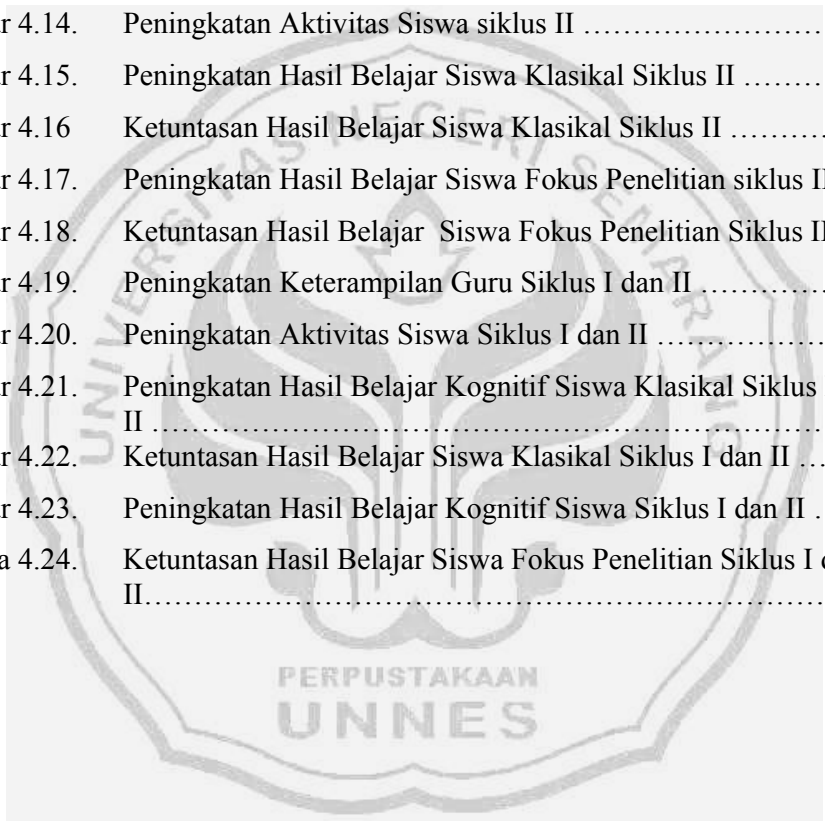 r 4.14. Peningkatan Aktivitas Siswa siklus II ……………………
r 4.15. Peningkatan Hasil Belajar Siswa Klasikal Siklus II ………
r 4.16 Ketuntasan Hasil Belajar Siswa Klasikal Siklus II ………
r 4.17. Peningkatan Hasil Belajar Siswa Fokus Penelitian siklus II
r 4.18. Ketuntasan Hasil Belajar Siswa Fokus Penelitian Siklus II
r 4.19. Peningkatan Keterampilan Guru Siklus I dan II …………
r 4.20. Peningkatan Aktivitas Siswa Siklus I dan II ……………
r 4.21. Peningkatan Hasil Belajar Kognitif Siswa Klasikal Siklus
II ……………………………………………………
r 4.22. Ketuntasan Hasil Belajar Siswa Klasikal Siklus I dan II …
r 4.23. Peningkatan Hasil Belajar Kognitif Siswa Siklus I dan II .
a 4.24. Ketuntasan Hasil Belajar Siswa Fokus Penelitian Siklus I d
II……………………………………………………
UNIVERSITAS NEGERI SEMARANG
PERPUSTAKAAN
UNNES